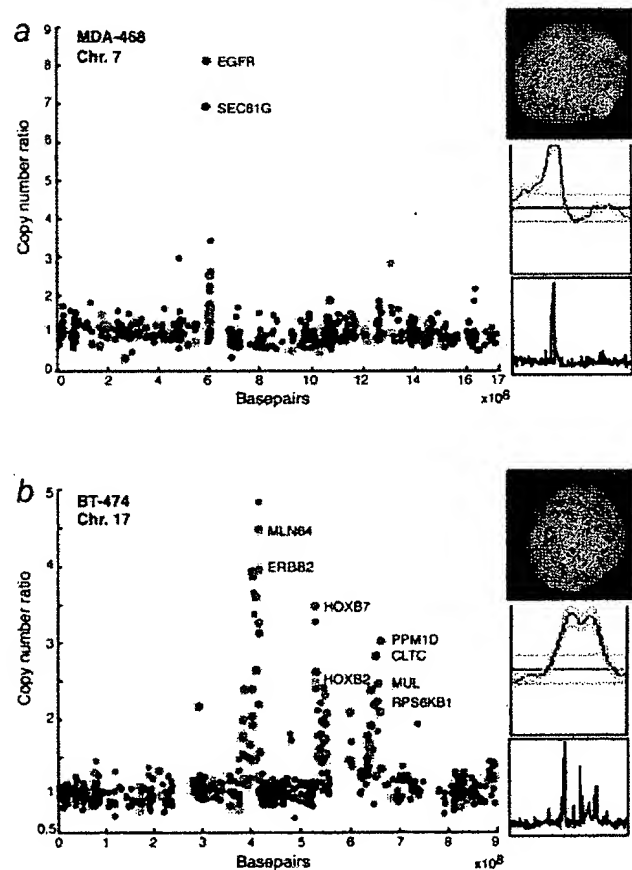 a
MDA-468
Chr. 7
Copy number ratio
9
8
7
6
5
4
3
2
1
0
EGFR
SEC61G
0 2 4 6 8 10 12 14 16 17
Basepairs
x10⁶
b
BT-474
Chr. 17
Copy number ratio
5
4
3
2
1
0.5
MLN64
ERBB2
HOXB7
HOXB2
PPM1D
CLTC
MUL
RPS6KB1
0 1 2 3 4 5 6 7 8 9
Basepairs
x10⁸